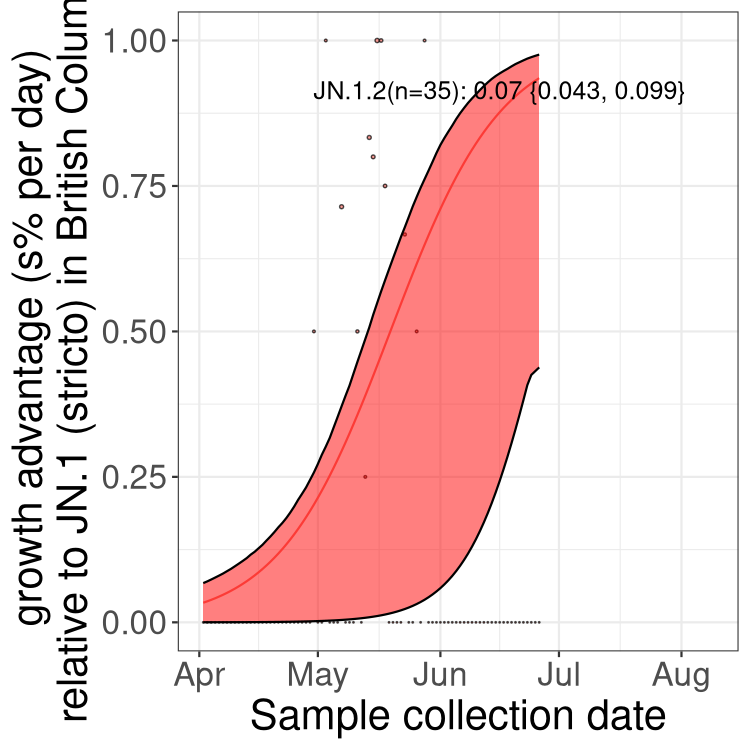 growth advantage (s% per day)
relative to JN.1 (stricto) in British Colum
1.00
0.75
0.50
0.25
0.00
JN.1.2(n=35): 0.07 {0.043, 0.099}
Apr May Jun Jul Aug
Sample collection date